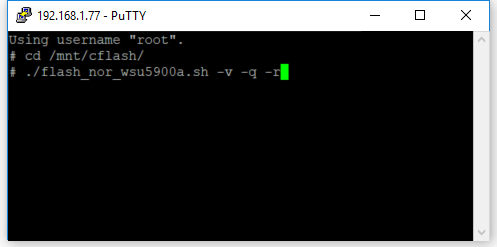 192.168.1.77 - PuTTY
Using username "root".
# cd /mnt/cflash/
# ./flash_nor_wsu5900a.sh -v -q -r